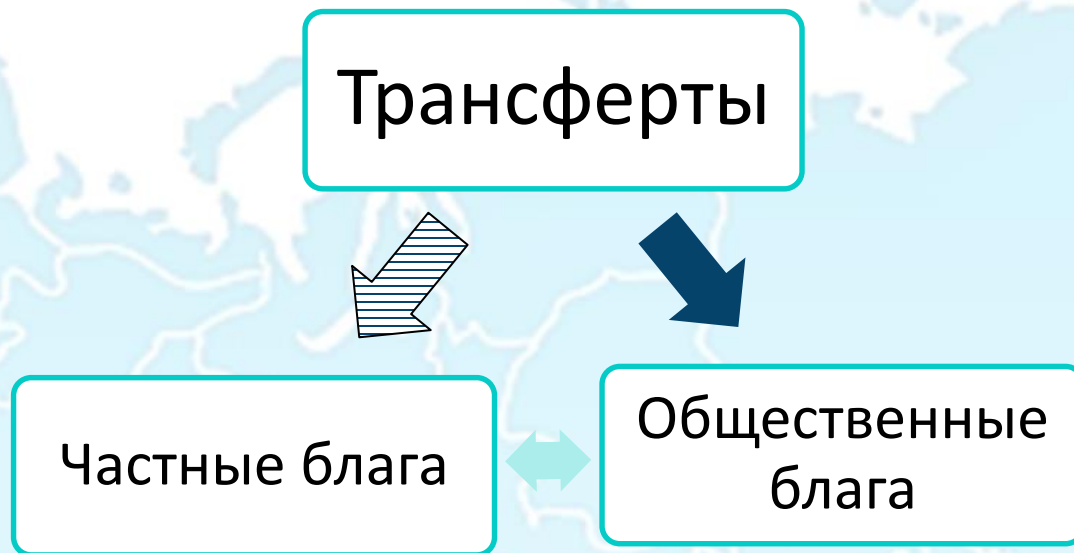 Трансферты
Частные блага
Общественные
блага